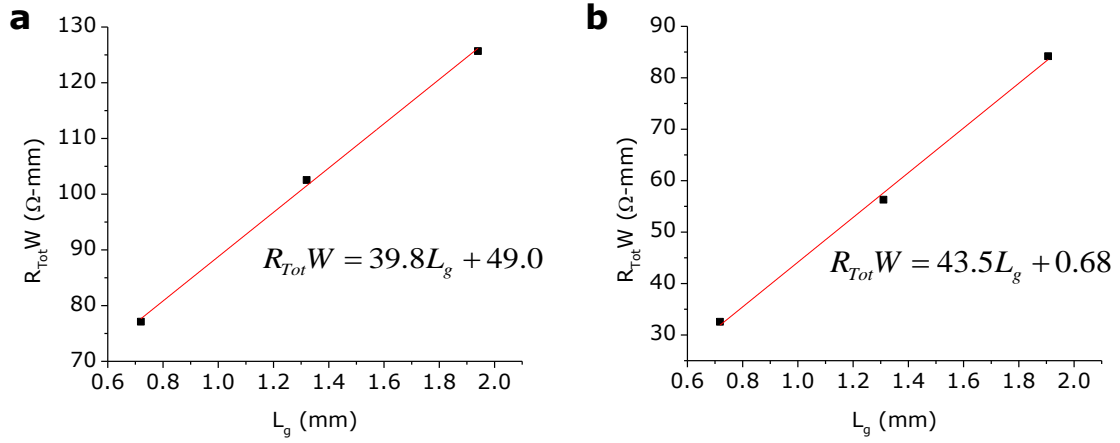 a
130
120
110
100
90
80
70
0.6 0.8 1.0 1.2 1.4 1.6 1.8 2.0
R_Tot W (Ω-mm)
L_g (mm)
R_Tot W = 39.8L_g + 49.0
b
90
80
70
60
50
40
30
0.6 0.8 1.0 1.2 1.4 1.6 1.8 2.0
R_Tot W (Ω-mm)
L_g (mm)
R_Tot W = 43.5L_g + 0.68